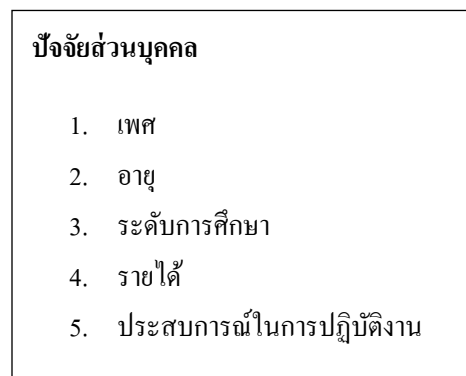 ปัจจัยส่วนบุคคล
1. เพศ
2. อายุ
3. ระดับการศึกษา
4. รายได้
5. ประสบการณ์ในการปฏิบัติงาน